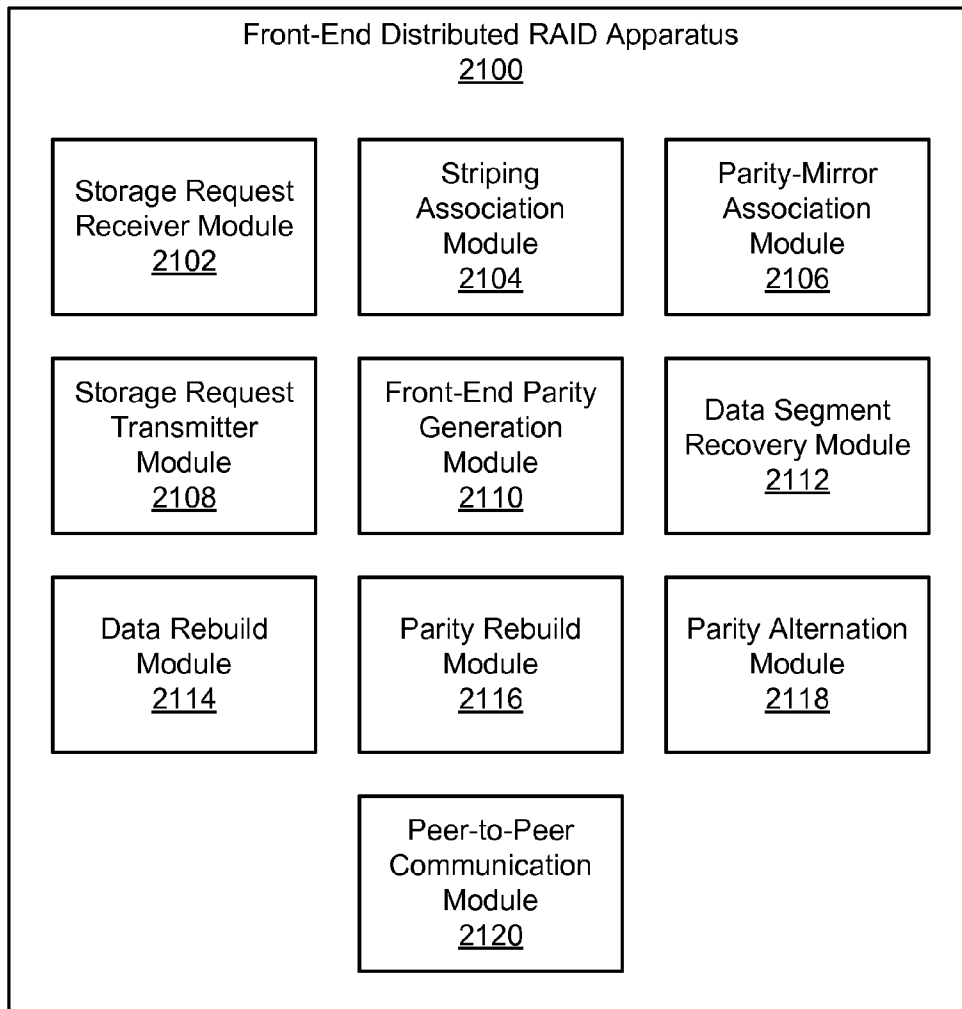 Front-End Distributed RAID Apparatus
2100
Storage Request
Receiver Module
2102
Striping
Association
Module
2104
Parity-Mirror
Association
Module
2106
Storage Request
Transmitter
Module
2108
Front-End Parity
Generation
Module
2110
Data Segment
Recovery Module
2112
Data Rebuild
Module
2114
Parity Rebuild
Module
2116
Parity Alternation
Module
2118
Peer-to-Peer
Communication
Module
2120